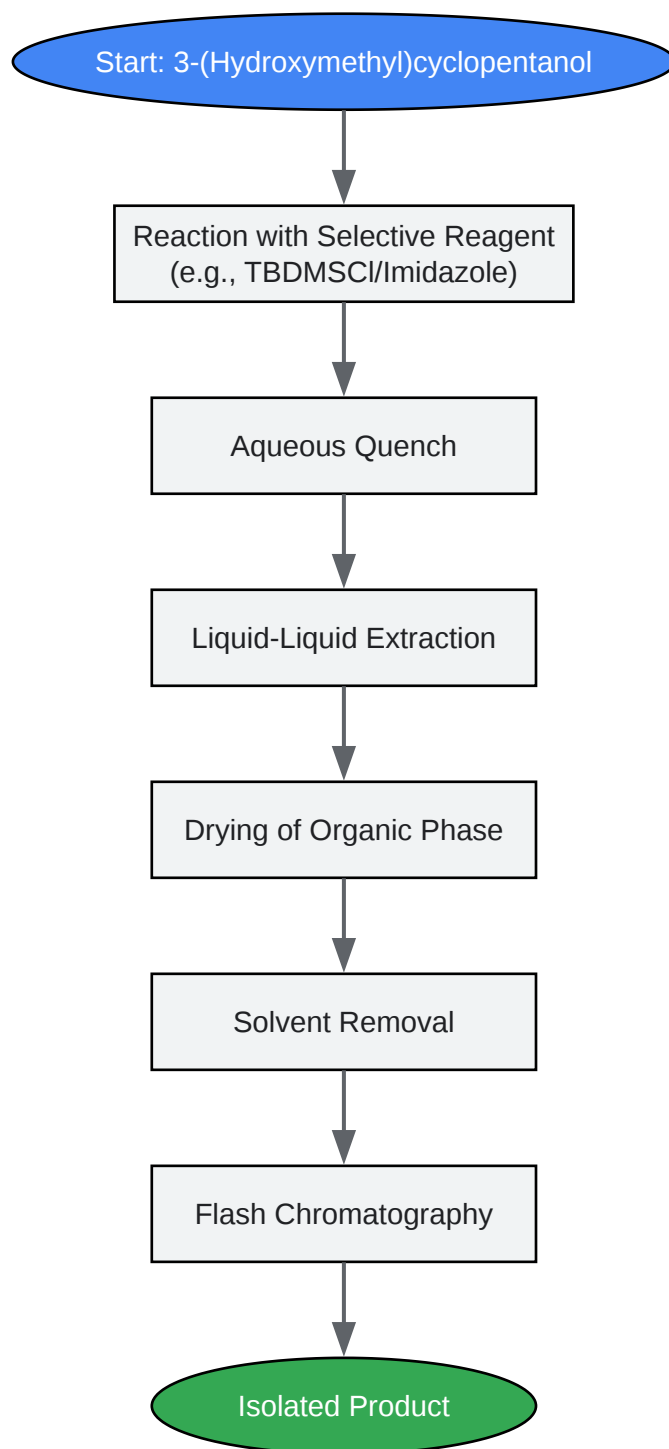 Start: 3-(Hydroxymethyl)cyclopentanol
Reaction with Selective Reagent
(e.g., TBDMSCl/Imidazole)
Aqueous Quench
Liquid-Liquid Extraction
Drying of Organic Phase
Solvent Removal
Flash Chromatography
Isolated Product